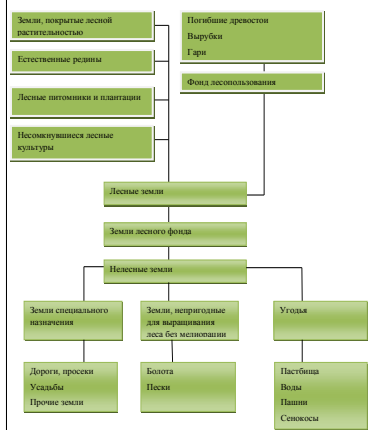 Земли, покрытые лесной
растительностью
Естественные редины
Лесные питомники и плантации
Несомкнувшиеся лесные
культуры
Погибшие древостои
Вырубки
Гари
Фонд лесопользования
Лесные земли
Земли лесного фонда
Нелесные земли
Земли специального
назначения
Земли, непригодные
для выращивания
леса без мелиорации
Угодья
Дороги, просеки
Усадьбы
Прочие земли
Болота
Пески
Пастбища
Воды
Пашни
Сенокосы